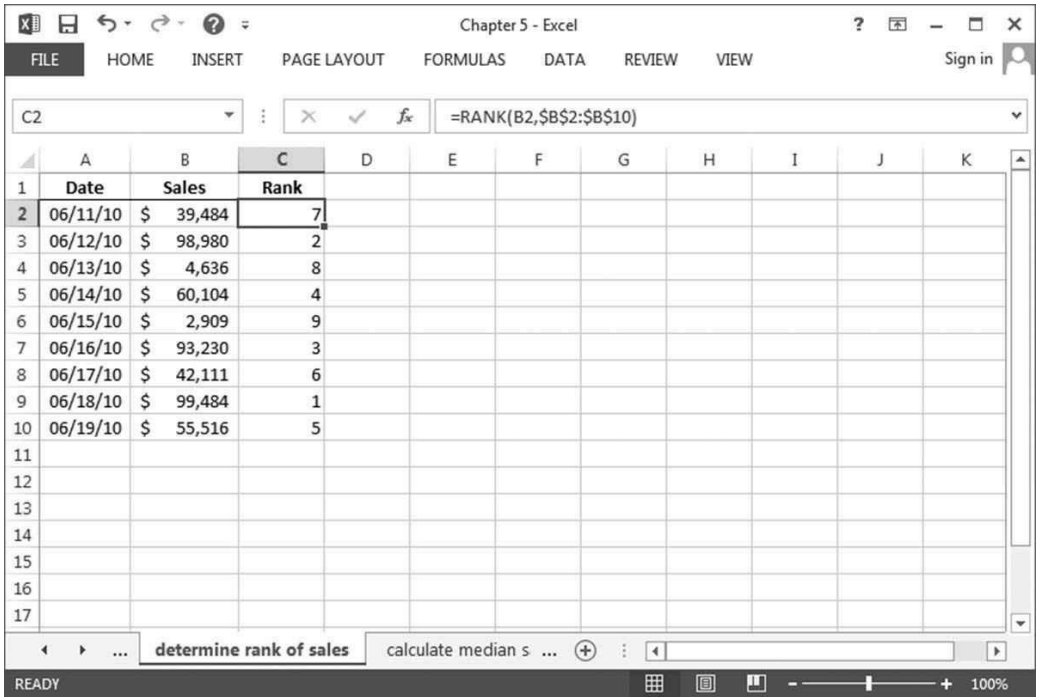 Chapter 5 - Excel
?
FILE HOME INSERT PAGE LAYOUT FORMULAS DATA REVIEW VIEW Sign in
C2 fx =RANK(B2,$B$2:$B$10)
A B C D E F G H I J K
1 Date Sales Rank
2 06/11/10 $ 39,484 7
3 06/12/10 $ 98,980 2
4 06/13/10 $ 4,636 8
5 06/14/10 $ 60,104 4
6 06/15/10 $ 2,909 9
7 06/16/10 $ 93,230 3
8 06/17/10 $ 42,111 6
9 06/18/10 $ 99,484 1
10 06/19/10 $ 55,516 5
11
12
13
14
15
16
17
... determine rank of sales calculate median s ...
READY 100%